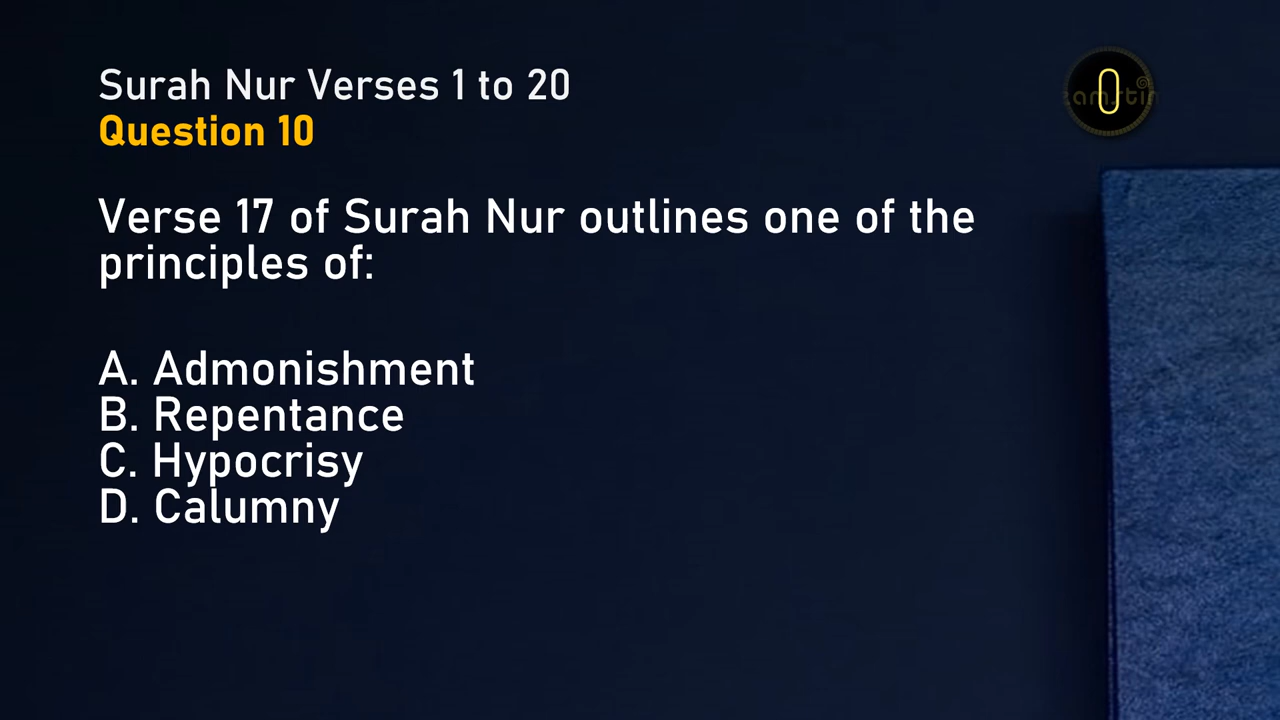 Surah Nur Verses 1 to 20
0
Question 10
Verse 17 of Surah Nur outlines one of the
principles of:
A. Admonishment
B. Repentance
C. Hypocrisy
D. Calumny